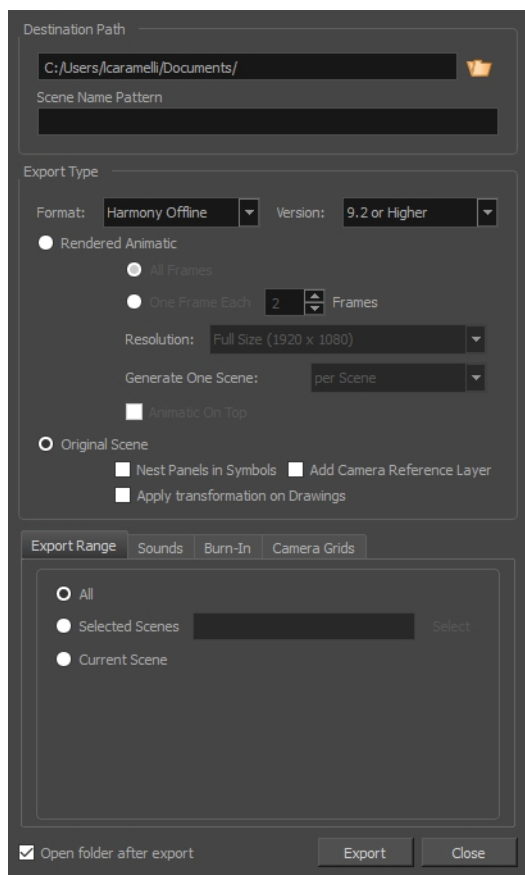 Destination Path
C:/Users/lcaramelli/Documents/
Scene Name Pattern
Export Type
Format: Harmony Offline Version: 9.2 or Higher
Rendered Animatic
All Frames
One Frame Each 2 Frames
Resolution: Full Size (1920 x 1080)
Generate One Scene: per Scene
Animatic On Top
Original Scene
Nest Panels in Symbols Add Camera Reference Layer
Apply transformation on Drawings
Export Range Sounds Burn-In Camera Grids
All
Selected Scenes Select
Current Scene
Open folder after export Export Close